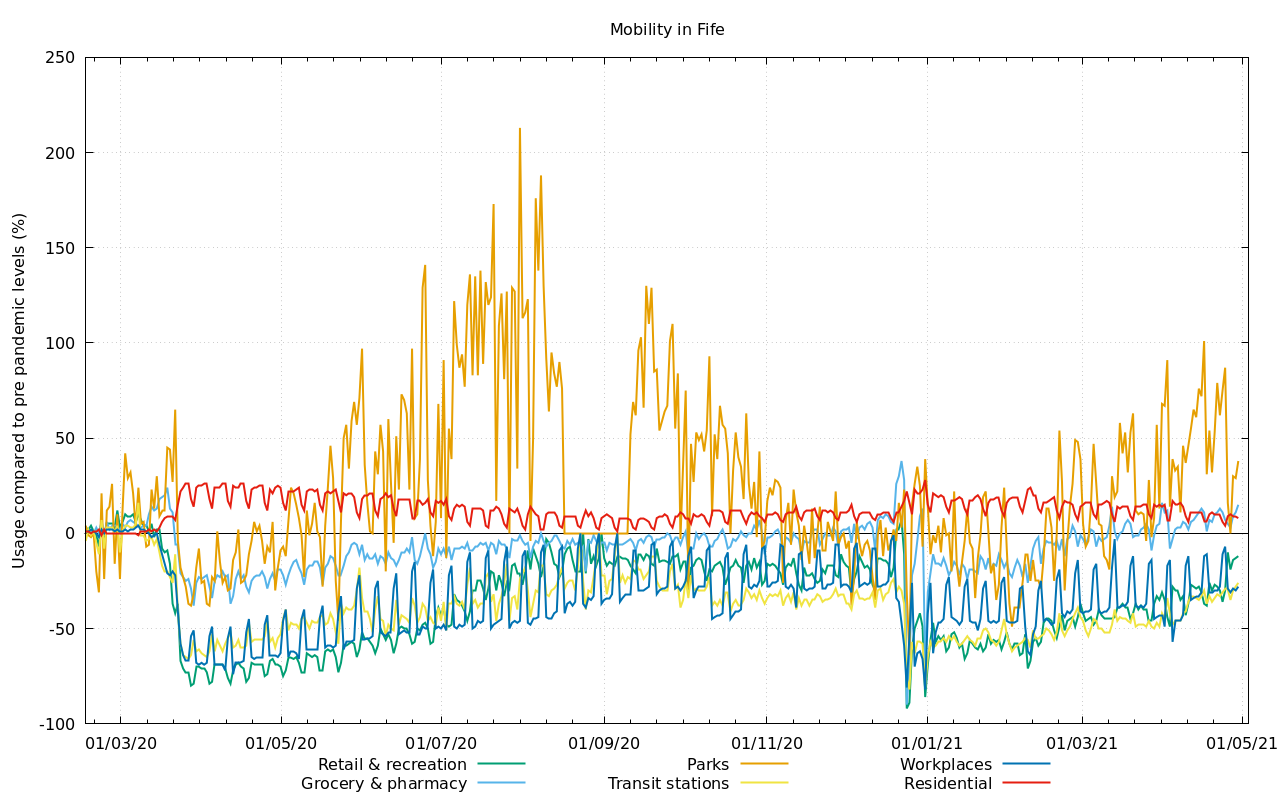 Mobility in Fife
Usage compared to pre pandemic levels (%)
250
200
150
100
50
0
-50
-100
01/03/20 01/05/20 01/07/20 01/09/20 01/11/20 01/01/21 01/03/21 01/05/21
Retail & recreation Parks Workplaces
Grocery & pharmacy Transit stations Residential